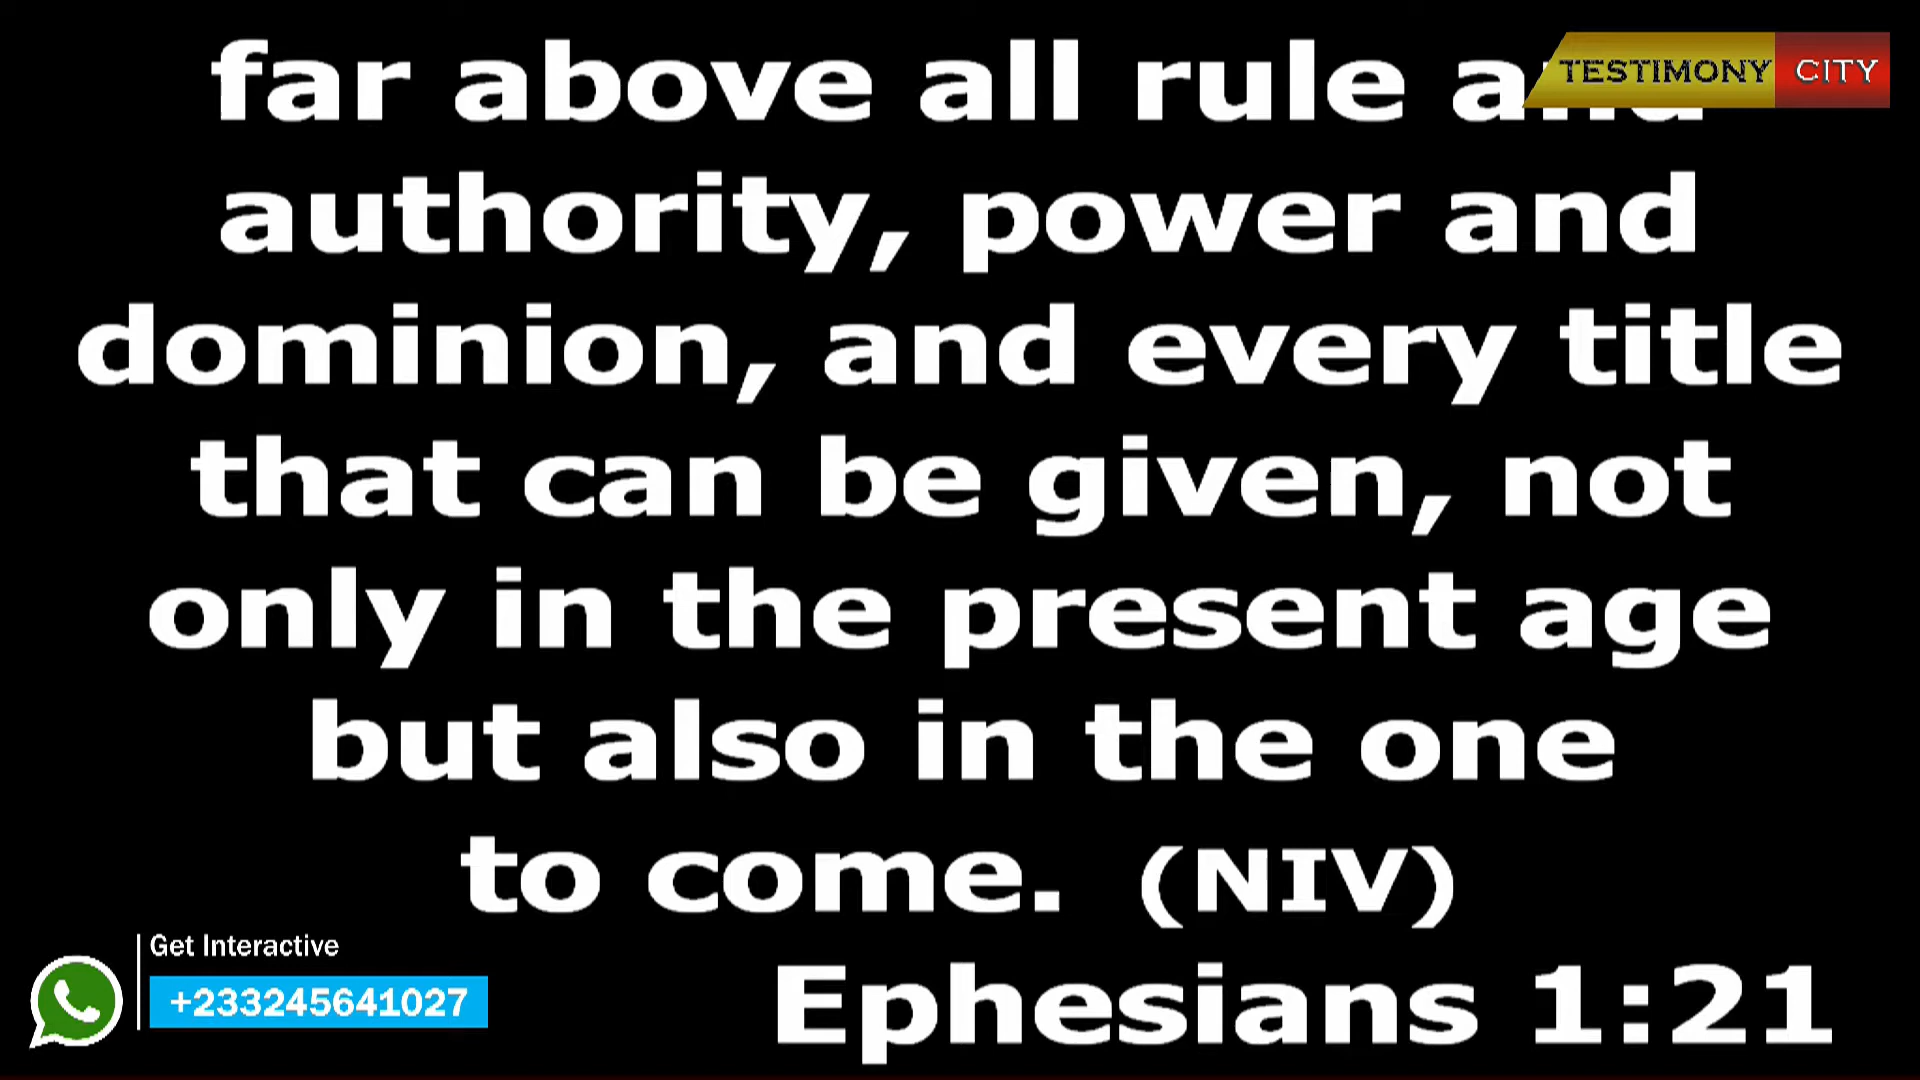 far above all rule and
TESTIMONY CITY
authority, power and
dominion, and every title
that can be given, not
only in the present age
but also in the one
to come. (NIV)
Ephesians 1:21
Get Interactive
+233245641027